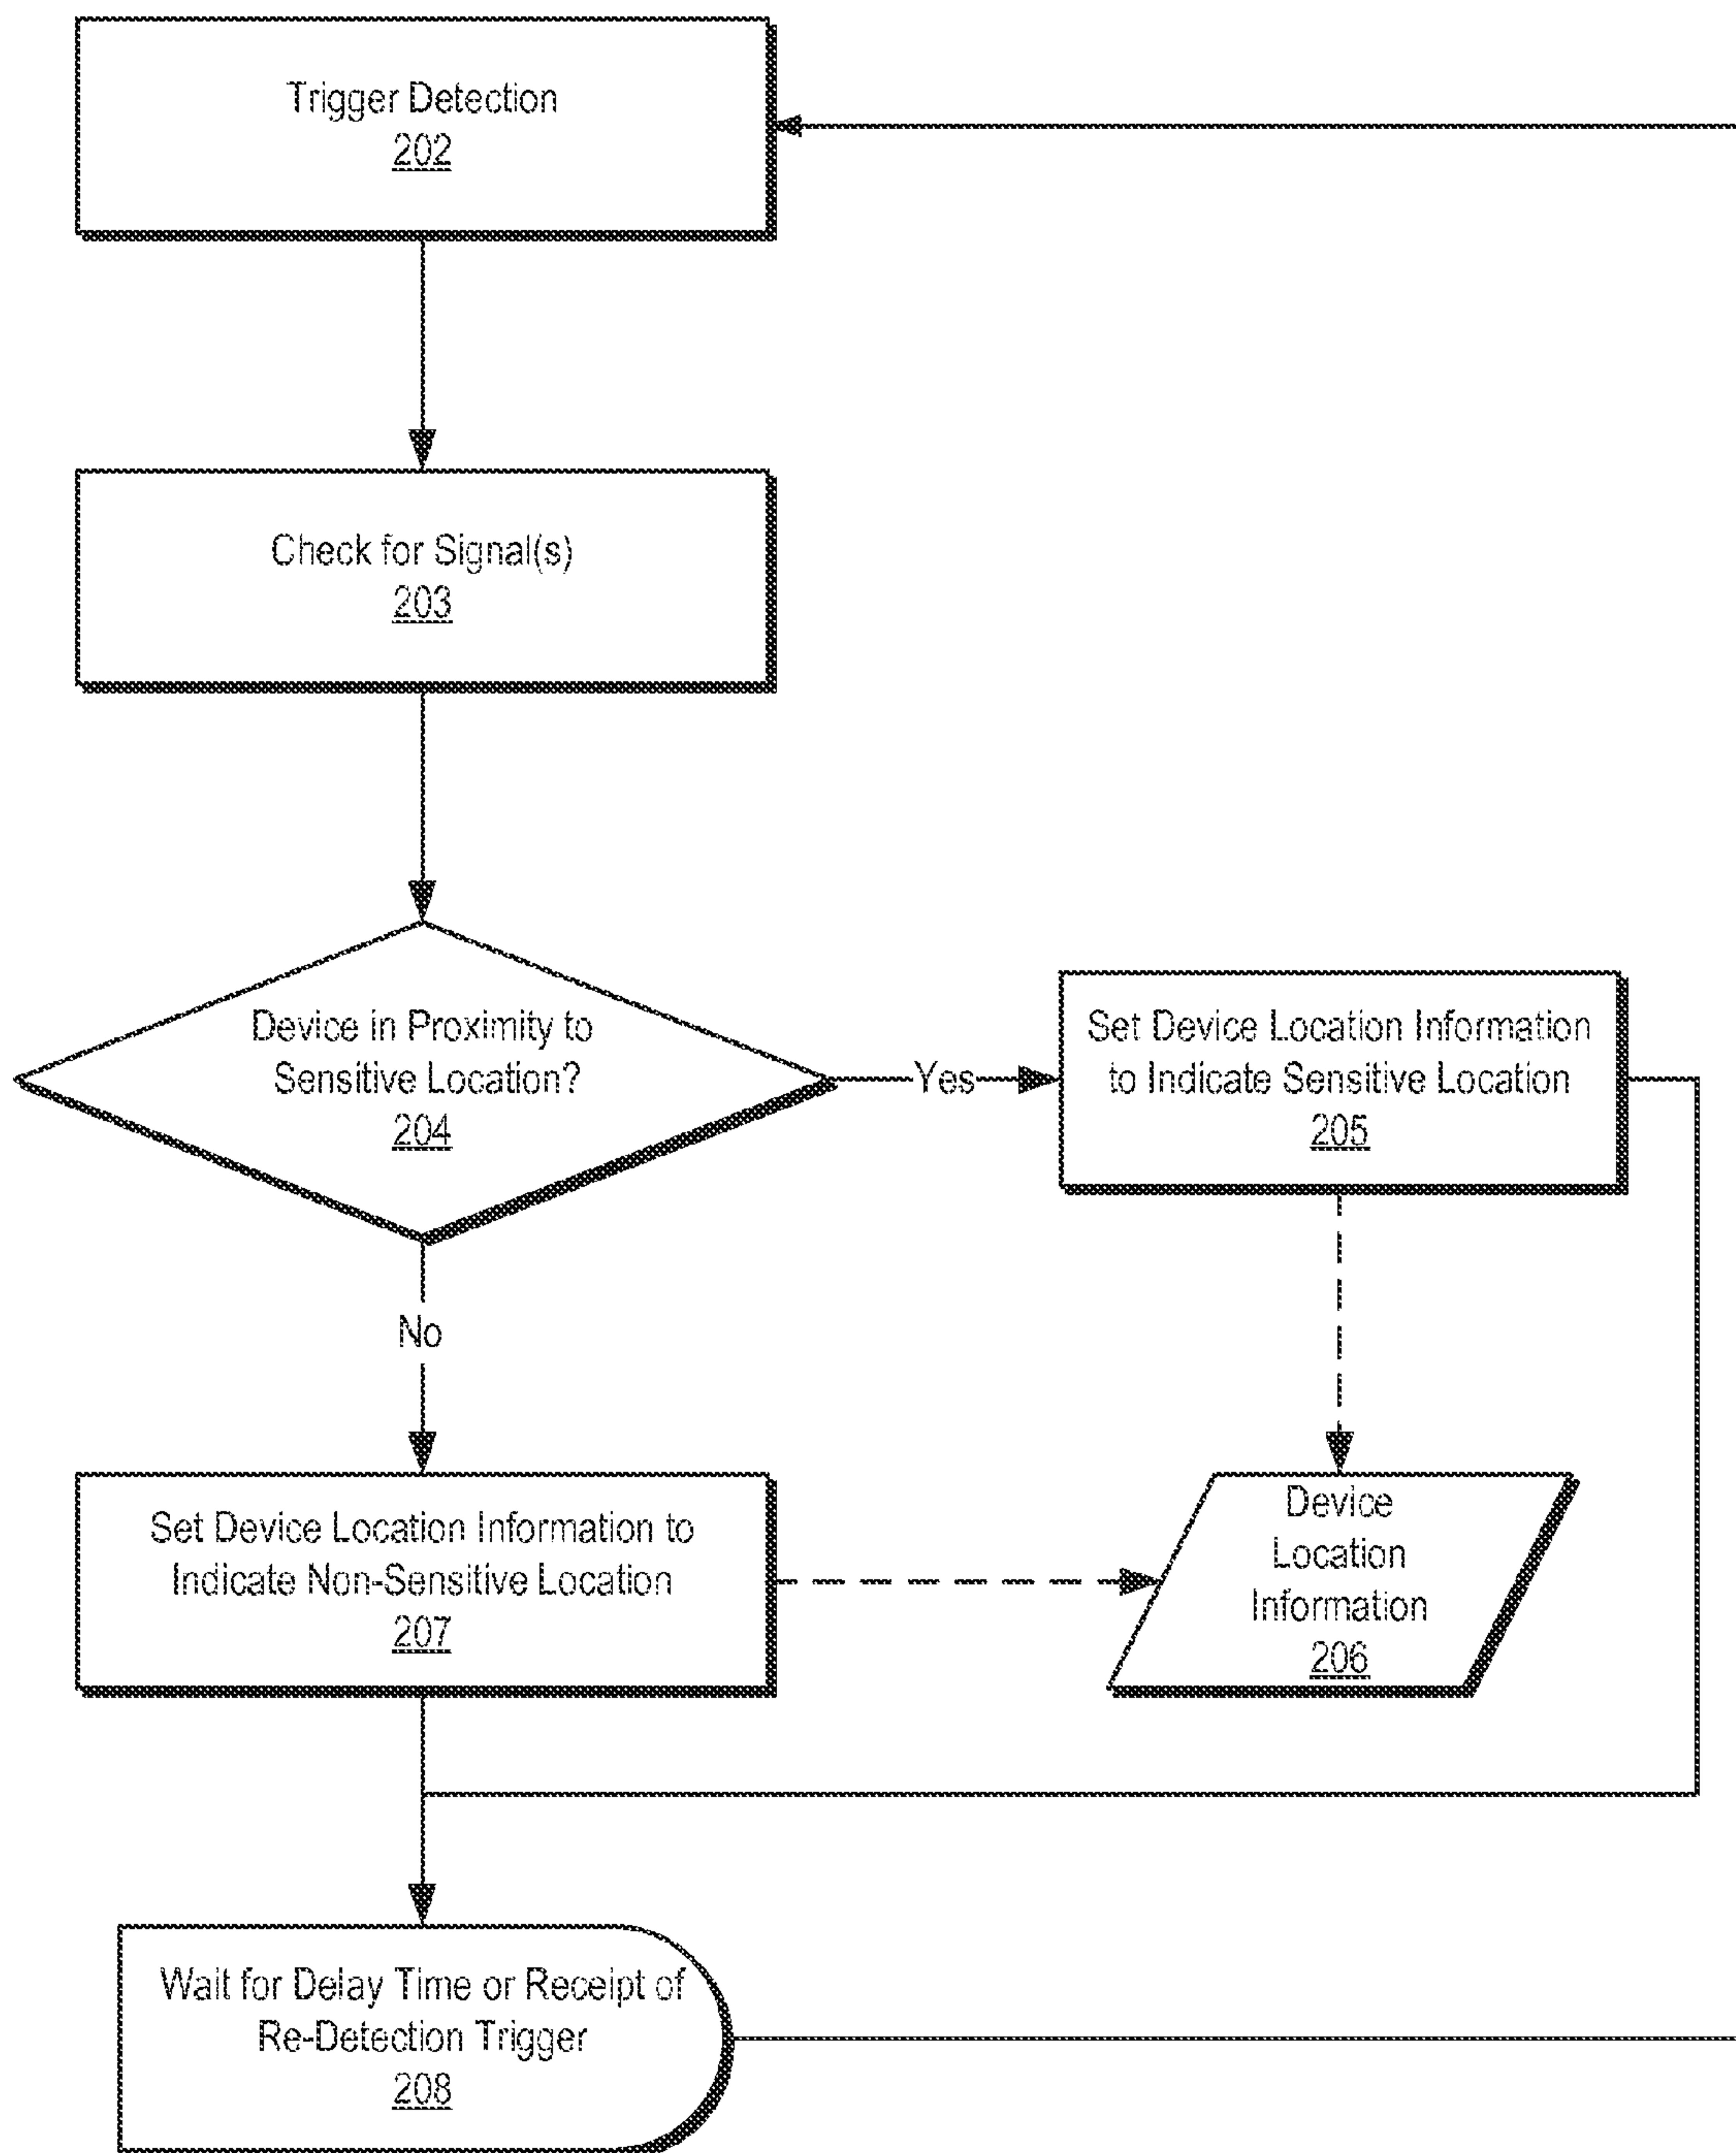 Trigger Detection
202
Check for Signal(s)
203
Device in Proximity to
Sensitive Location?
204
Yes
Set Device Location Information
to Indicate Sensitive Location
205
No
Set Device Location Information to
Indicate Non-Sensitive Location
207
Device
Location
Information
206
Wait for Delay Time or Receipt of
Re-Detection Trigger
208